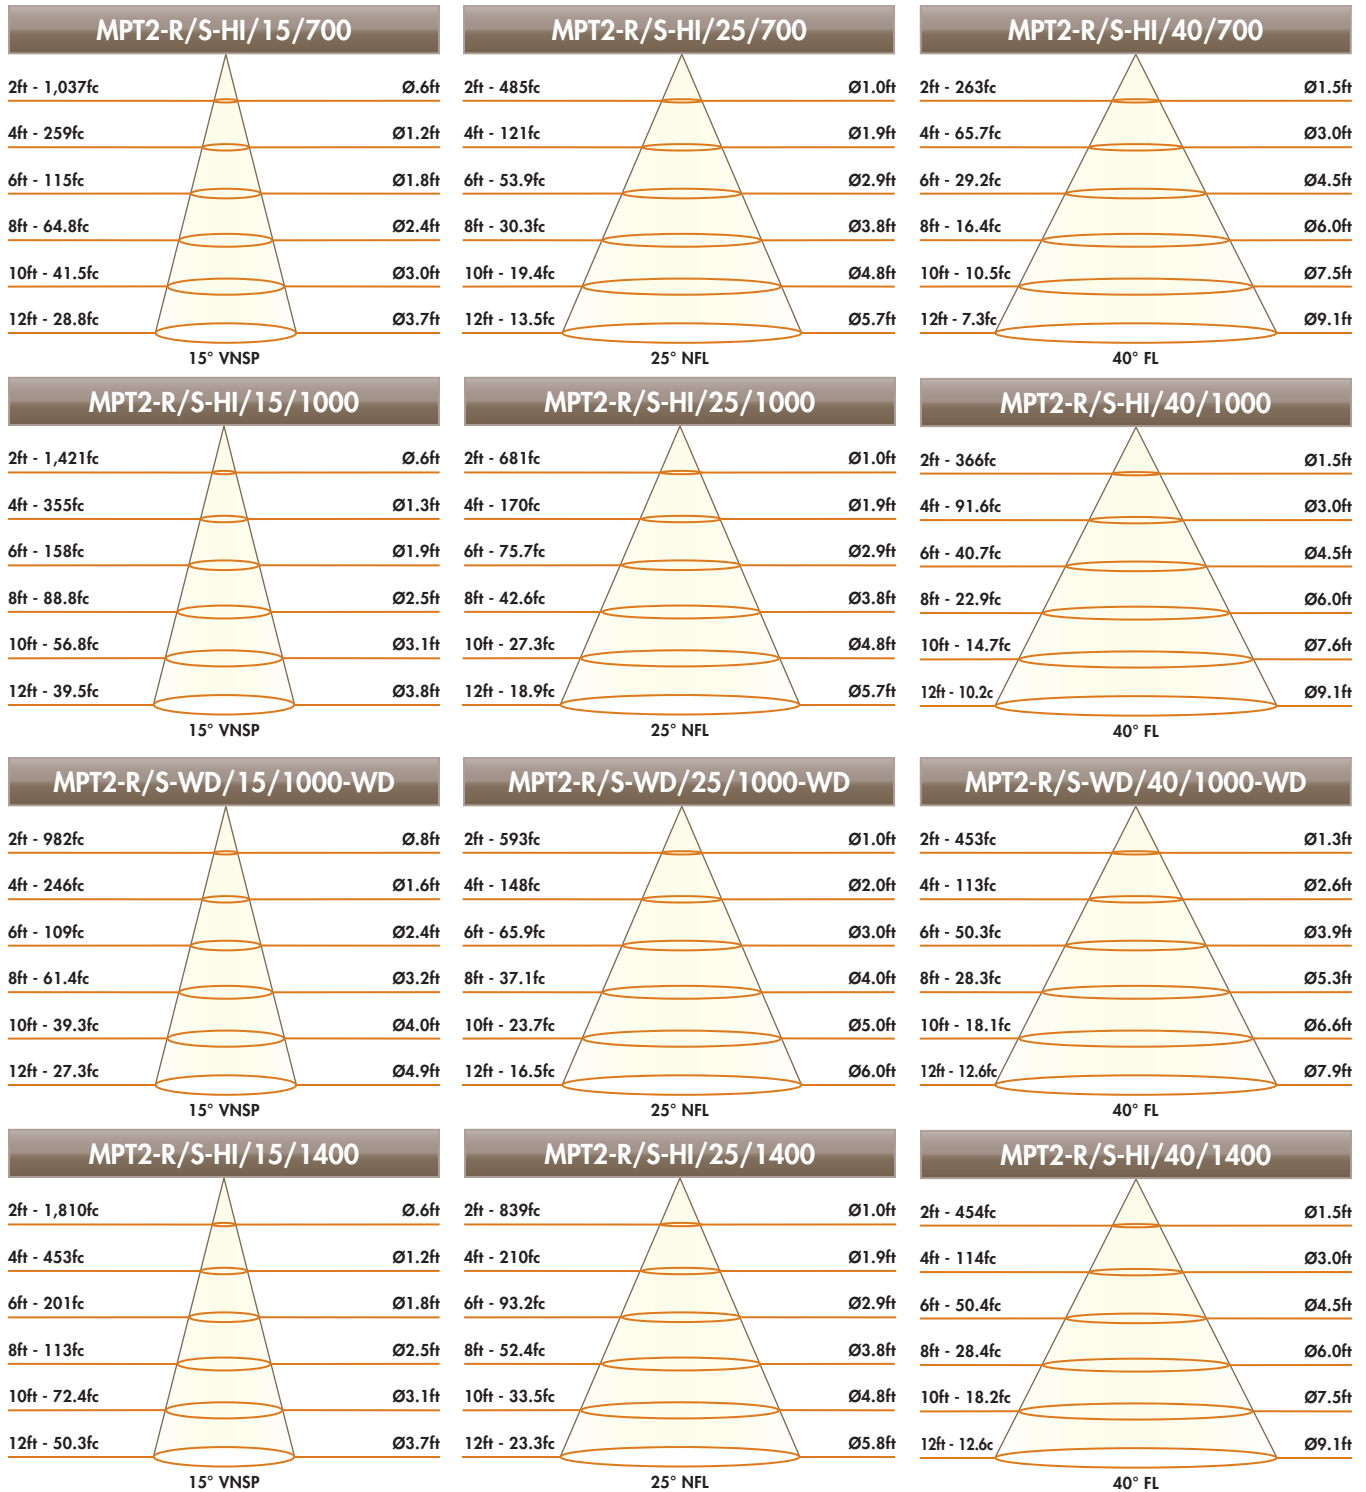 MPT2-R/S-HI/15/700
2ft - 1,037fc Ø.6ft
4ft - 259fc Ø1.2ft
6ft - 115fc Ø1.8ft
8ft - 64.8fc Ø2.4ft
10ft - 41.5fc Ø3.0ft
12ft - 28.8fc Ø3.7ft
15° VNSP
MPT2-R/S-HI/25/700
2ft - 485fc Ø1.0ft
4ft - 121fc Ø1.9ft
6ft - 53.9fc Ø2.9ft
8ft - 30.3fc Ø3.8ft
10ft - 19.4fc Ø4.8ft
12ft - 13.5fc Ø5.7ft
25° NFL
MPT2-R/S-HI/40/700
2ft - 263fc Ø1.5ft
4ft - 65.7fc Ø3.0ft
6ft - 29.2fc Ø4.5ft
8ft - 16.4fc Ø6.0ft
10ft - 10.5fc Ø7.5ft
12ft - 7.3fc Ø9.1ft
40° FL
MPT2-R/S-HI/15/1000
2ft - 1,421fc Ø.6ft
4ft - 355fc Ø1.3ft
6ft - 158fc Ø1.9ft
8ft - 88.8fc Ø2.5ft
10ft - 56.8fc Ø3.1ft
12ft - 39.5fc Ø3.8ft
15° VNSP
MPT2-R/S-HI/25/1000
2ft - 681fc Ø1.0ft
4ft - 170fc Ø1.9ft
6ft - 75.7fc Ø2.9ft
8ft - 42.6fc Ø3.8ft
10ft - 27.3fc Ø4.8ft
12ft - 18.9fc Ø5.7ft
25° NFL
MPT2-R/S-HI/40/1000
2ft - 366fc Ø1.5ft
4ft - 91.6fc Ø3.0ft
6ft - 40.7fc Ø4.5ft
8ft - 22.9fc Ø6.0ft
10ft - 14.7fc Ø7.6ft
12ft - 10.2c Ø9.1ft
40° FL
MPT2-R/S-WD/15/1000-WD
2ft - 982fc Ø.8ft
4ft - 246fc Ø1.6ft
6ft - 109fc Ø2.4ft
8ft - 61.4fc Ø3.2ft
10ft - 39.3fc Ø4.0ft
12ft - 27.3fc Ø4.9ft
15° VNSP
MPT2-R/S-WD/25/1000-WD
2ft - 593fc Ø1.0ft
4ft - 148fc Ø2.0ft
6ft - 65.9fc Ø3.0ft
8ft - 37.1fc Ø4.0ft
10ft - 23.7fc Ø5.0ft
12ft - 16.5fc Ø6.0ft
25° NFL
MPT2-R/S-WD/40/1000-WD
2ft - 453fc Ø1.3ft
4ft - 113fc Ø2.6ft
6ft - 50.3fc Ø3.9ft
8ft - 28.3fc Ø5.3ft
10ft - 18.1fc Ø6.6ft
12ft - 12.6fc Ø7.9ft
40° FL
MPT2-R/S-HI/15/1400
2ft - 1,810fc Ø.6ft
4ft - 453fc Ø1.2ft
6ft - 201fc Ø1.8ft
8ft - 113fc Ø2.5ft
10ft - 72.4fc Ø3.1ft
12ft - 50.3fc Ø3.7ft
15° VNSP
MPT2-R/S-HI/25/1400
2ft - 839fc Ø1.0ft
4ft - 210fc Ø1.9ft
6ft - 93.2fc Ø2.9ft
8ft - 52.4fc Ø3.8ft
10ft - 33.5fc Ø4.8ft
12ft - 23.3fc Ø5.8ft
25° NFL
MPT2-R/S-HI/40/1400
2ft - 454fc Ø1.5ft
4ft - 114fc Ø3.0ft
6ft - 50.4fc Ø4.5ft
8ft - 28.4fc Ø6.0ft
10ft - 18.2fc Ø7.5ft
12ft - 12.6c Ø9.1ft
40° FL